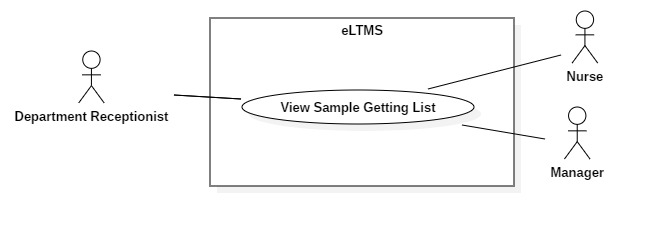 eLTMS
Nurse
View Sample Getting List
Department Receptionist
Manager